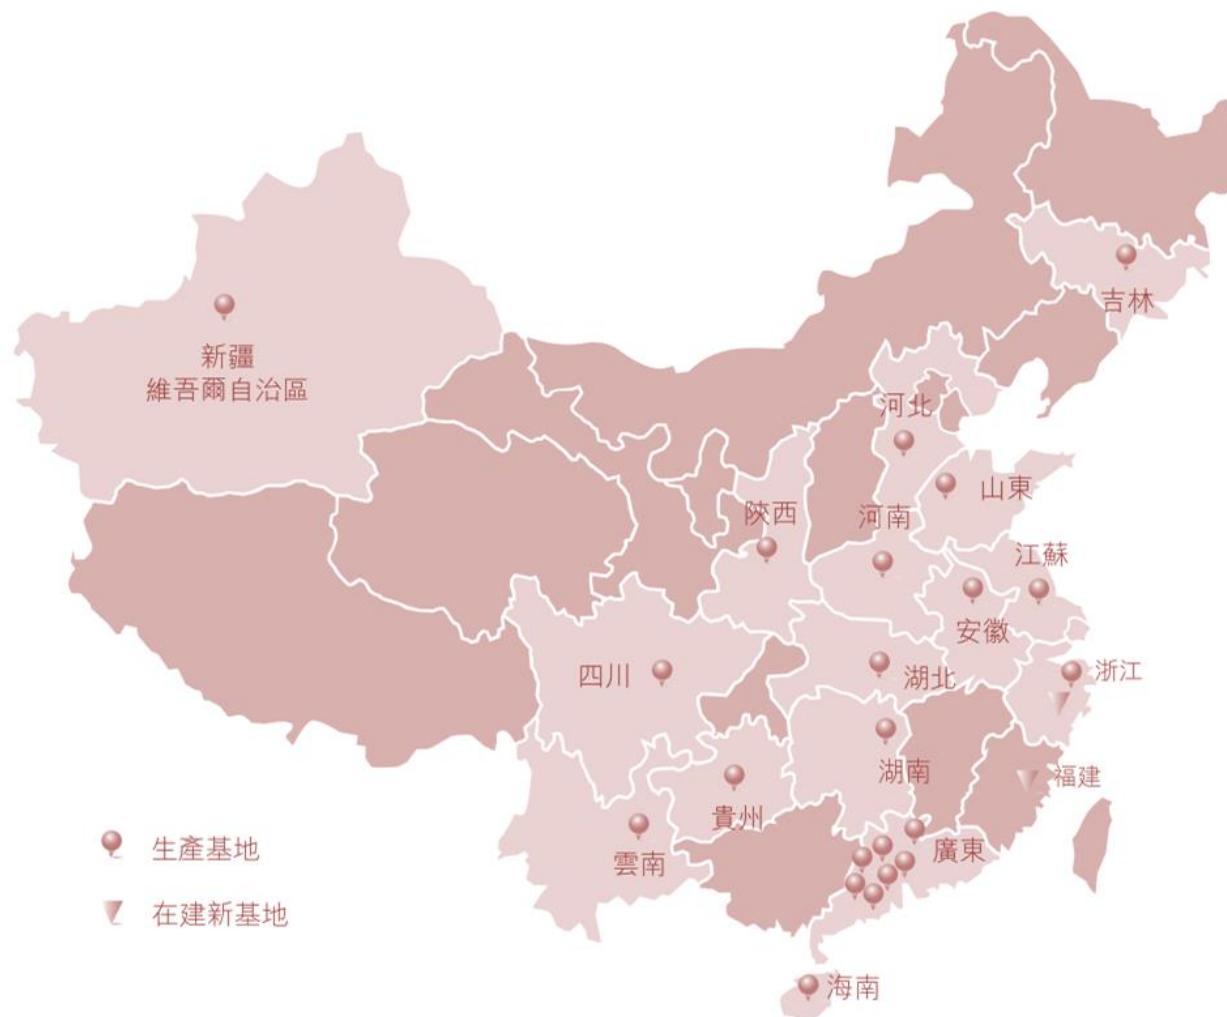 吉林
新疆
維吾爾自治區
河北
山東
陝西
河南
江蘇
安徽
四川
湖北
浙江
湖南
福建
貴州
生產基地
雲南
廣東
在建新基地
海南